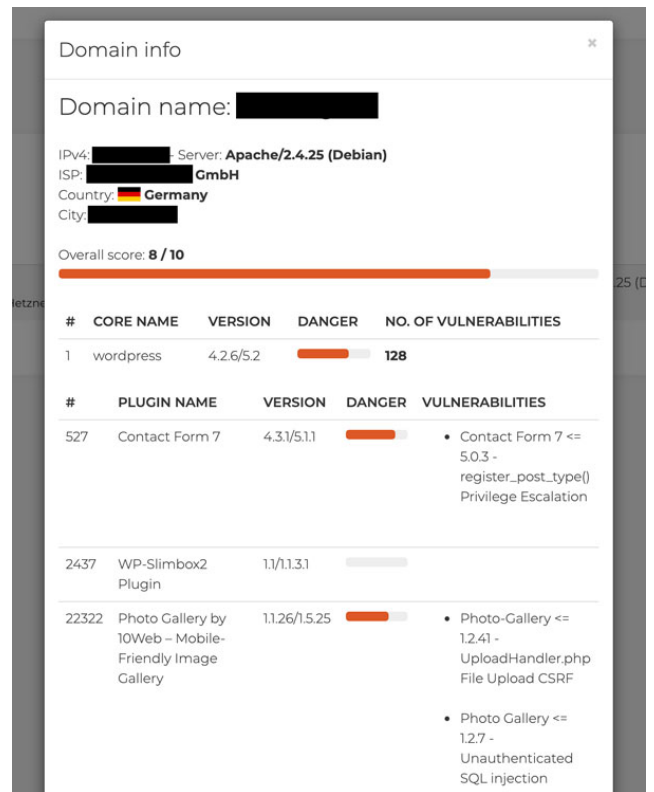 Domain info ×
Domain name:
IPv4: - Server: Apache/2.4.25 (Debian)
ISP: GmbH
Country: Germany
City:
Overall score: 8 / 10
.25 (D
letzne
# CORE NAME VERSION DANGER NO. OF VULNERABILITIES
1 wordpress 4.2.6/5.2 128
# PLUGIN NAME VERSION DANGER VULNERABILITIES
527 Contact Form 7 4.3.1/5.1.1 • Contact Form 7 <=
5.0.3 -
register_post_type()
Privilege Escalation
2437 WP-Slimbox2 1.1/1.1.3.1
Plugin
22322 Photo Gallery by 1.1.26/1.5.25 • Photo-Gallery <=
10Web – Mobile- 1.2.41 -
Friendly Image UploadHandler.php
Gallery File Upload CSRF
• Photo Gallery <=
1.2.7 -
Unauthenticated
SQL injection